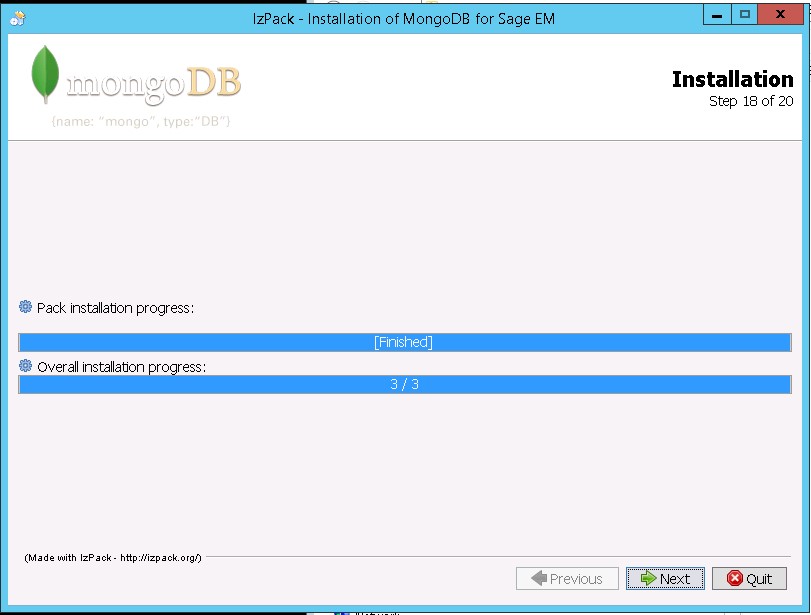 IzPack - Installation of MongoDB for Sage EM
mongoDB
{name: "mongo", type:"DB"}
Installation
Step 18 of 20
Pack installation progress:
[Finished]
Overall installation progress:
3 / 3
(Made with IzPack - http://izpack.org/)
Previous
Next
Quit